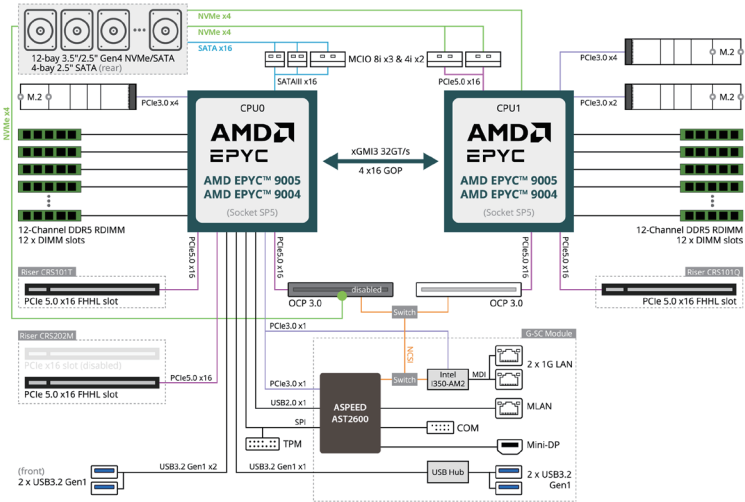 NVMe x4
NVMe x4
SATA x16
12-bay 3.5"/2.5" Gen4 NVMe/SATA
4-bay 2.5" SATA (rear)
MCIO 8i x3 & 4i x2
SATAIII x16
PCIe5.0 x16
PCIe3.0 x4
M.2
M.2
PCIe3.0 x4
PCIe3.0 x2
M.2
NVMe x4
CPU0
AMD
EPYC
AMD EPYC™ 9005
AMD EPYC™ 9004
(Socket SP5)
xGMI3 32GT/s
4 x16 GOP
CPU1
AMD
EPYC
AMD EPYC™ 9005
AMD EPYC™ 9004
(Socket SP5)
12-Channel DDR5 RDIMM
12 x DIMM slots
12-Channel DDR5 RDIMM
12 x DIMM slots
PCIe5.0 x16
PCIe5.0 x16
PCIe5.0 x16
PCIe5.0 x16
Riser CRS101T
PCIe 5.0 x16 FHHL slot
disabled
OCP 3.0
OCP 3.0
Riser CRS101Q
PCIe 5.0 x16 FHHL slot
Switch
PCIe3.0 x1
NCSI
G-SC Module
Riser CRS202M
PCIe x16 slot (disabled)
PCIe5.0 x16
PCIe 5.0 x16 FHHL slot
PCIe3.0 x1
Switch
Intel
i350-AM2
MDI
2 x 1G LAN
USB2.0 x1
ASPEED
AST2600
MLAN
SPI
TPM
COM
Mini-DP
(front)
2 x USB3.2 Gen1
USB3.2 Gen1 x2
USB3.2 Gen1 x1
USB Hub
2 x USB3.2
Gen1